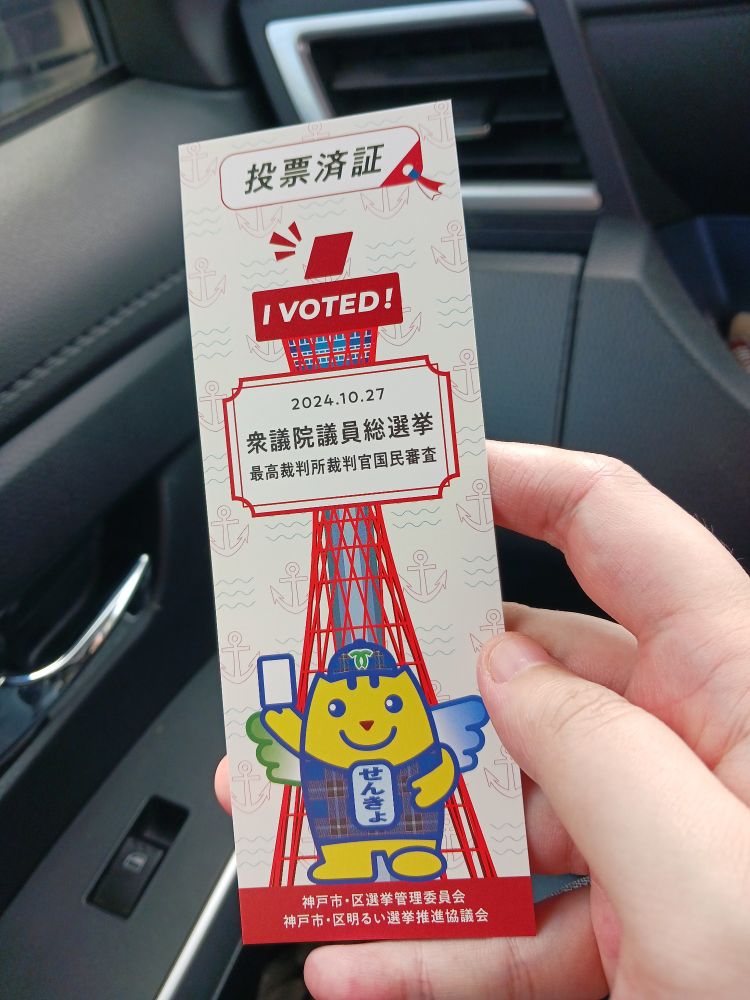 投票済証
I VOTED!
2024.10.27
衆議院議員総選挙
最高裁判所裁判官国民審査
せんきょ
神戸市・区選挙管理委員会
神戸市・区明るい選挙推進協議会